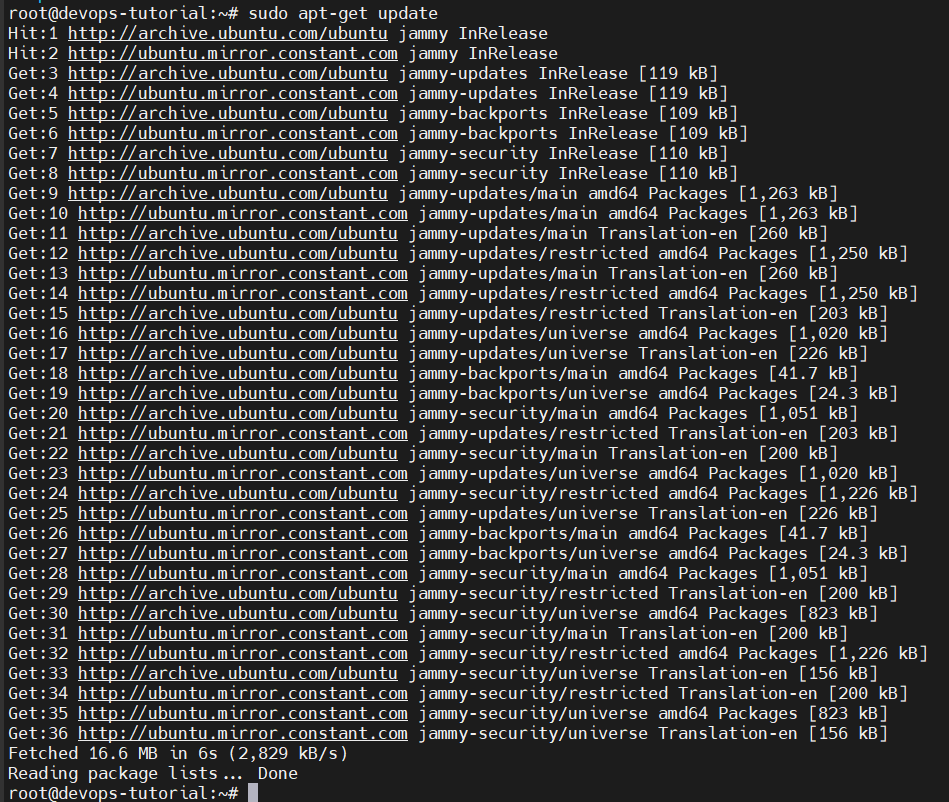 root@devops-tutorial:~# sudo apt-get update
Hit:1 http://archive.ubuntu.com/ubuntu jammy InRelease
Hit:2 http://ubuntu.mirror.constant.com jammy InRelease
Get:3 http://archive.ubuntu.com/ubuntu jammy-updates InRelease [119 kB]
Get:4 http://ubuntu.mirror.constant.com jammy-updates InRelease [119 kB]
Get:5 http://archive.ubuntu.com/ubuntu jammy-backports InRelease [109 kB]
Get:6 http://ubuntu.mirror.constant.com jammy-backports InRelease [109 kB]
Get:7 http://archive.ubuntu.com/ubuntu jammy-security InRelease [110 kB]
Get:8 http://ubuntu.mirror.constant.com jammy-security InRelease [110 kB]
Get:9 http://archive.ubuntu.com/ubuntu jammy-updates/main amd64 Packages [1,263 kB]
Get:10 http://ubuntu.mirror.constant.com jammy-updates/main amd64 Packages [1,263 kB]
Get:11 http://archive.ubuntu.com/ubuntu jammy-updates/main Translation-en [260 kB]
Get:12 http://archive.ubuntu.com/ubuntu jammy-updates/restricted amd64 Packages [1,250 kB]
Get:13 http://ubuntu.mirror.constant.com jammy-updates/main Translation-en [260 kB]
Get:14 http://ubuntu.mirror.constant.com jammy-updates/restricted amd64 Packages [1,250 kB]
Get:15 http://archive.ubuntu.com/ubuntu jammy-updates/restricted Translation-en [203 kB]
Get:16 http://archive.ubuntu.com/ubuntu jammy-updates/universe amd64 Packages [1,020 kB]
Get:17 http://archive.ubuntu.com/ubuntu jammy-updates/universe Translation-en [226 kB]
Get:18 http://archive.ubuntu.com/ubuntu jammy-backports/main amd64 Packages [41.7 kB]
Get:19 http://archive.ubuntu.com/ubuntu jammy-backports/universe amd64 Packages [24.3 kB]
Get:20 http://archive.ubuntu.com/ubuntu jammy-security/main amd64 Packages [1,051 kB]
Get:21 http://ubuntu.mirror.constant.com jammy-updates/restricted Translation-en [203 kB]
Get:22 http://archive.ubuntu.com/ubuntu jammy-security/main Translation-en [200 kB]
Get:23 http://ubuntu.mirror.constant.com jammy-updates/universe amd64 Packages [1,020 kB]
Get:24 http://archive.ubuntu.com/ubuntu jammy-security/restricted amd64 Packages [1,226 kB]
Get:25 http://ubuntu.mirror.constant.com jammy-updates/universe Translation-en [226 kB]
Get:26 http://ubuntu.mirror.constant.com jammy-backports/main amd64 Packages [41.7 kB]
Get:27 http://ubuntu.mirror.constant.com jammy-backports/universe amd64 Packages [24.3 kB]
Get:28 http://ubuntu.mirror.constant.com jammy-security/main amd64 Packages [1,051 kB]
Get:29 http://archive.ubuntu.com/ubuntu jammy-security/restricted Translation-en [200 kB]
Get:30 http://archive.ubuntu.com/ubuntu jammy-security/universe amd64 Packages [823 kB]
Get:31 http://ubuntu.mirror.constant.com jammy-security/main Translation-en [200 kB]
Get:32 http://ubuntu.mirror.constant.com jammy-security/restricted amd64 Packages [1,226 kB]
Get:33 http://archive.ubuntu.com/ubuntu jammy-security/universe Translation-en [156 kB]
Get:34 http://ubuntu.mirror.constant.com jammy-security/restricted Translation-en [200 kB]
Get:35 http://ubuntu.mirror.constant.com jammy-security/universe amd64 Packages [823 kB]
Get:36 http://ubuntu.mirror.constant.com jammy-security/universe Translation-en [156 kB]
Fetched 16.6 MB in 6s (2,829 kB/s)
Reading package lists... Done
root@devops-tutorial:~#